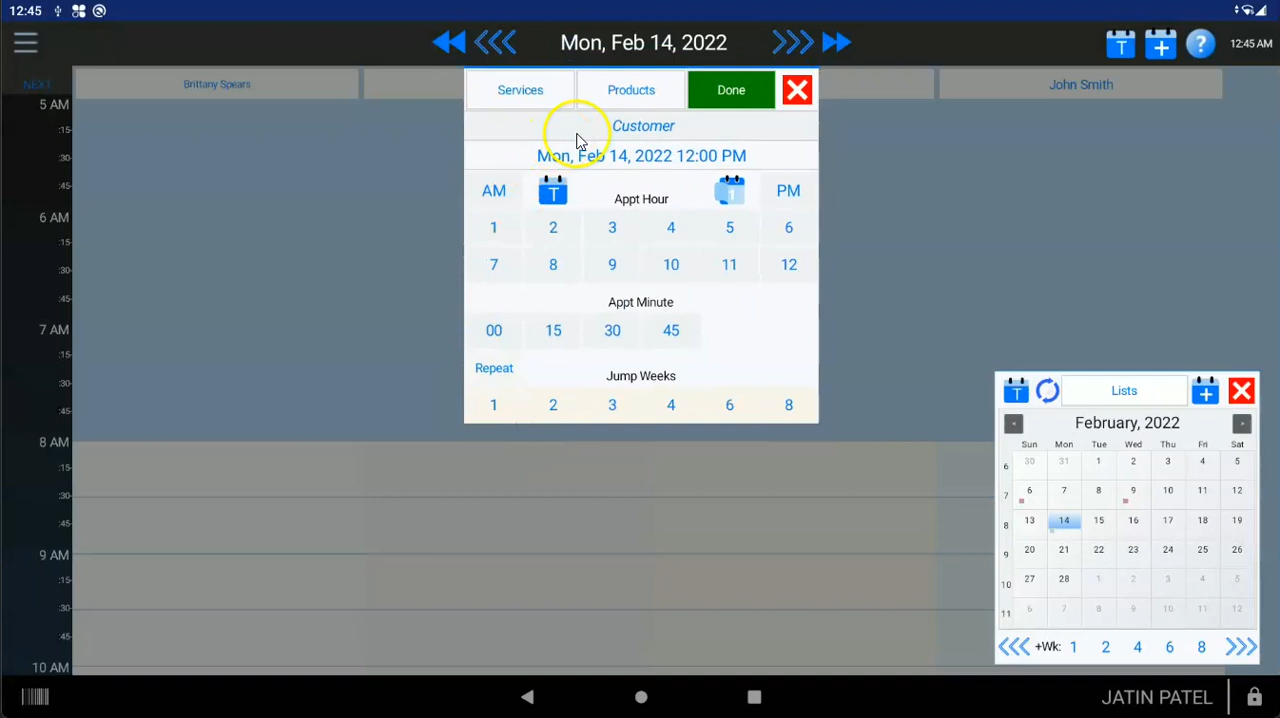 12:45
Mon, Feb 14, 2022
T
+
?
12:45 AM
NEXT
Brittany Spears
John Smith
Services
Products
Done
Customer
Mon, Feb 14, 2022 12:00 PM
AM
T
Appt Hour
1
PM
1 2 3 4 5 6
7 8 9 10 11 12
Appt Minute
00 15 30 45
Repeat
Jump Weeks
1 2 3 4 6 8
5 AM
:15
:30
:45
6 AM
:15
:30
:45
7 AM
:15
:30
:45
8 AM
:15
:30
:45
9 AM
:15
:30
:45
10 AM
T
Lists
+
< February, 2022 >
Sun Mon Tue Wed Thu Fri Sat
6 30 31 1 2 3 4 5
7 6 7 8 9 10 11 12
8 13 14 15 16 17 18 19
9 20 21 22 23 24 25 26
10 27 28 1 2 3 4 5
11 6 7 8 9 10 11 12
+Wk: 1 2 4 6 8
JATIN PATEL